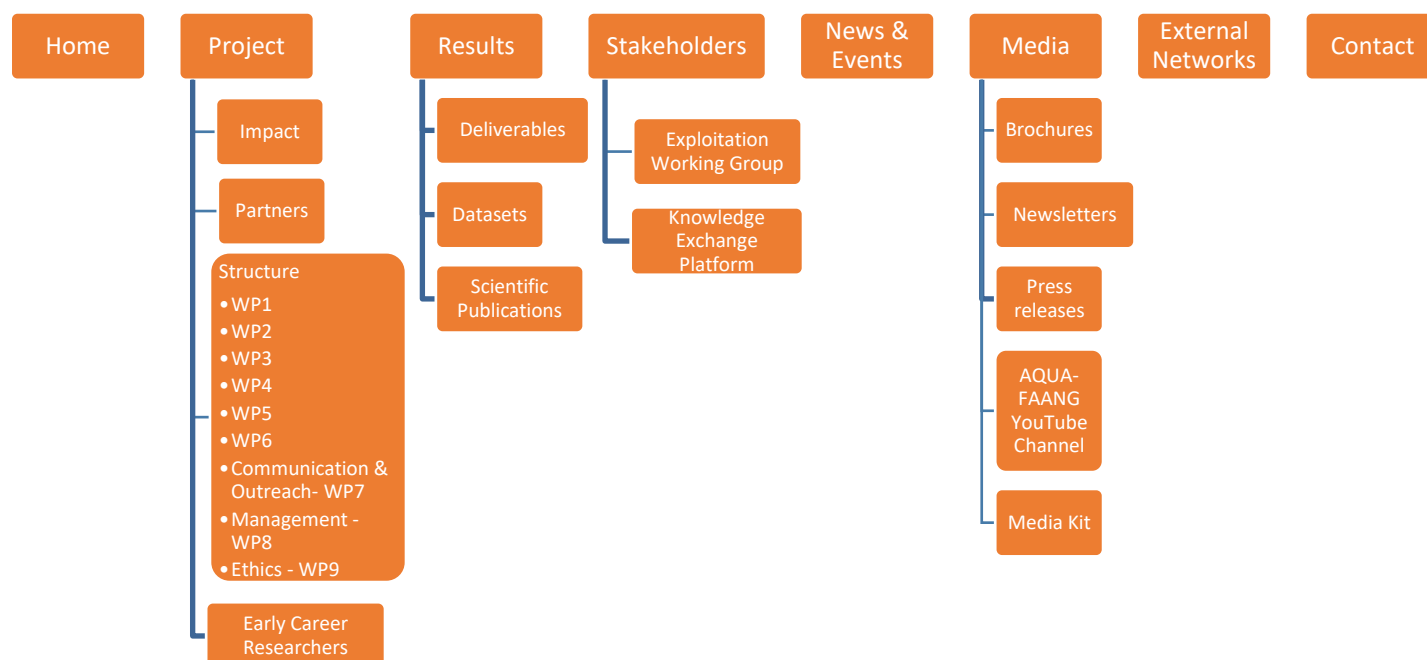 Home
Project
Results
Stakeholders
News &
Events
Media
External
Networks
Contact
Impact
Partners
Structure
• WP1
• WP2
• WP3
• WP4
• WP5
• WP6
• Communication &
Outreach- WP7
• Management -
WP8
• Ethics - WP9
Early Career
Researchers
Deliverables
Datasets
Scientific
Publications
Exploitation
Working Group
Knowledge
Exchange
Platform
Brochures
Newsletters
Press
releases
AQUA-
FAANG
YouTube
Channel
Media Kit